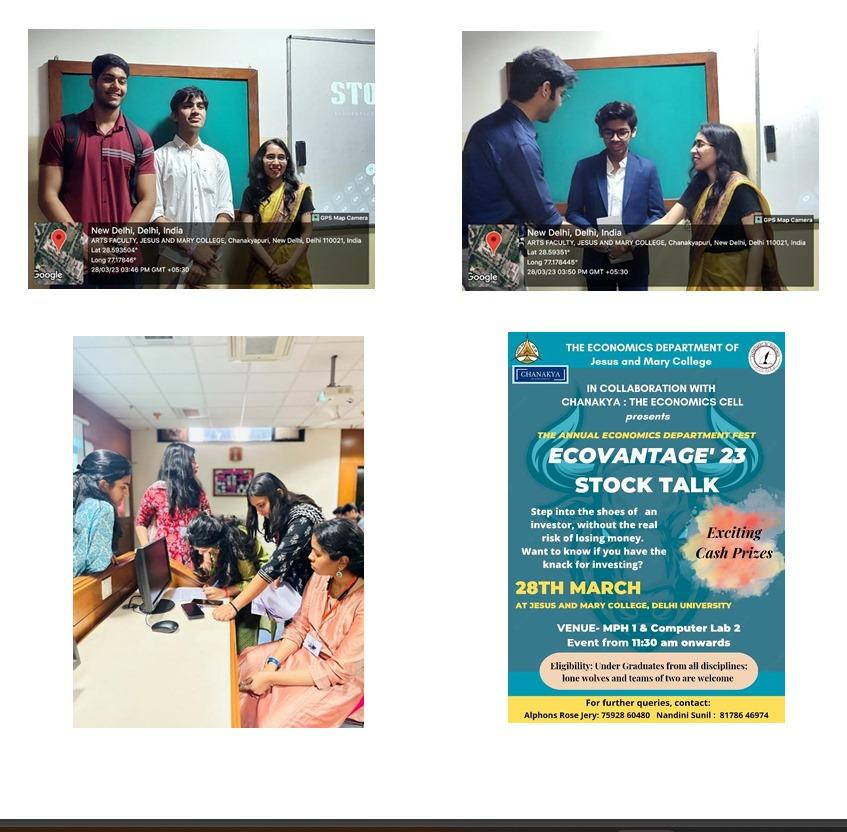 STO
GPS Map Camera
New Delhi, Delhi, India
ARTS FACULTY, JESUS AND MARY COLLEGE, Chanakyapuri, New Delhi, Delhi 110021, India
Lat 28.593504°
Long 77.17846°
28/03/23 03:46 PM GMT +05:30
Google
GPS Map Camera
New Delhi, Delhi, India
ARTS FACULTY, JESUS AND MARY COLLEGE, Chanakyapuri, New Delhi, Delhi 110021, India
Lat 28.59351°
Long 77.178445°
28/03/23 03:50 PM GMT +05:30
Google
THE ECONOMICS DEPARTMENT OF
Jesus and Mary College
CHANAKYA
IN COLLABORATION WITH
CHANAKYA : THE ECONOMICS CELL
presents
THE ANNUAL ECONOMICS DEPARTMENT FEST
ECOVANTAGE' 23
STOCK TALK
Step into the shoes of an
investor, without the real
risk of losing money.
Want to know if you have the
knack for investing?
Exciting
Cash Prizes
28TH MARCH
AT JESUS AND MARY COLLEGE, DELHI UNIVERSITY
VENUE- MPH 1 & Computer Lab 2
Event from 11:30 am onwards
Eligibility: Under Graduates from all disciplines;
lone wolves and teams of two are welcome
For further queries, contact:
Alphons Rose Jery: 75928 60480 Nandini Sunil : 81786 46974